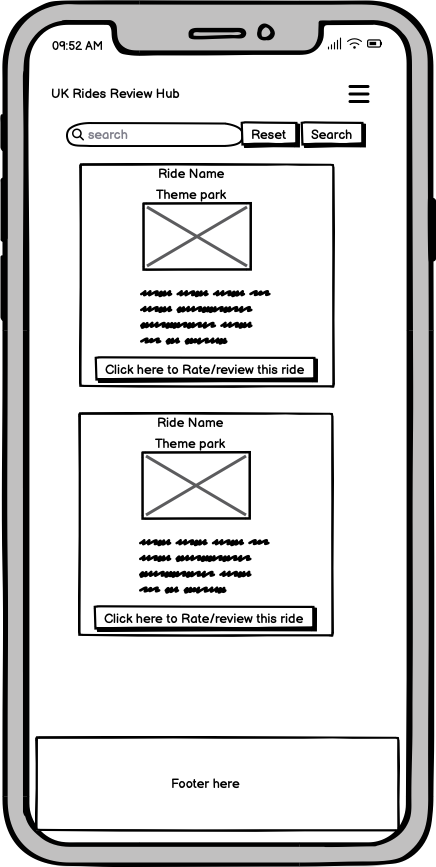 09:52 AM
UK Rides Review Hub
search Reset Search
Ride Name
Theme park
Click here to Rate/review this ride
Ride Name
Theme park
Click here to Rate/review this ride
Footer here